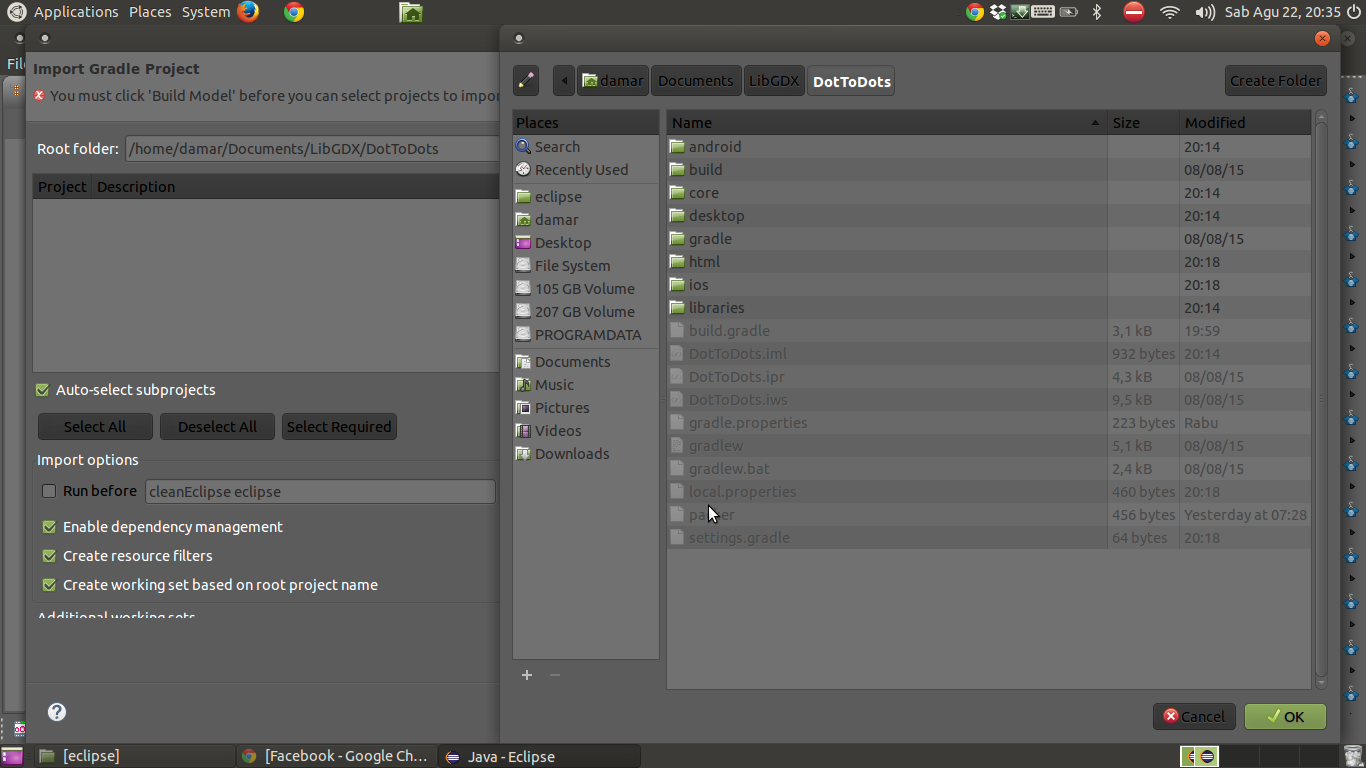 Applications Places System
Sab Agu 22, 20:35
Import Gradle Project
You must click 'Build Model' before you can select projects to impor
Root folder: /home/damar/Documents/LibGDX/DotToDots
Project Description
Auto-select subprojects
Select All Deselect All Select Required
Import options
Run before cleanEclipse eclipse
Enable dependency management
Create resource filters
Create working set based on root project name
Additional working sets
damar Documents LibGDX DotToDots Create Folder
Places
Search
Recently Used
eclipse
damar
Desktop
File System
105 GB Volume
207 GB Volume
PROGRAMDATA
Documents
Music
Pictures
Videos
Downloads
Name Size Modified
android 20:14
build 08/08/15
core 20:14
desktop 20:14
gradle 08/08/15
html 20:18
ios 20:18
libraries 20:14
build.gradle 3,1 kB 19:59
DotToDots.iml 932 bytes 20:14
DotToDots.ipr 4,3 kB 08/08/15
DotToDots.iws 9,5 kB 08/08/15
gradle.properties 223 bytes Rabu
gradlew 5,1 kB 08/08/15
gradlew.bat 2,4 kB 08/08/15
local.properties 460 bytes 20:18
456 bytes Yesterday at 07:28
settings.gradle 64 bytes 20:18
Cancel OK
[eclipse] [Facebook - Google Ch... Java - Eclipse